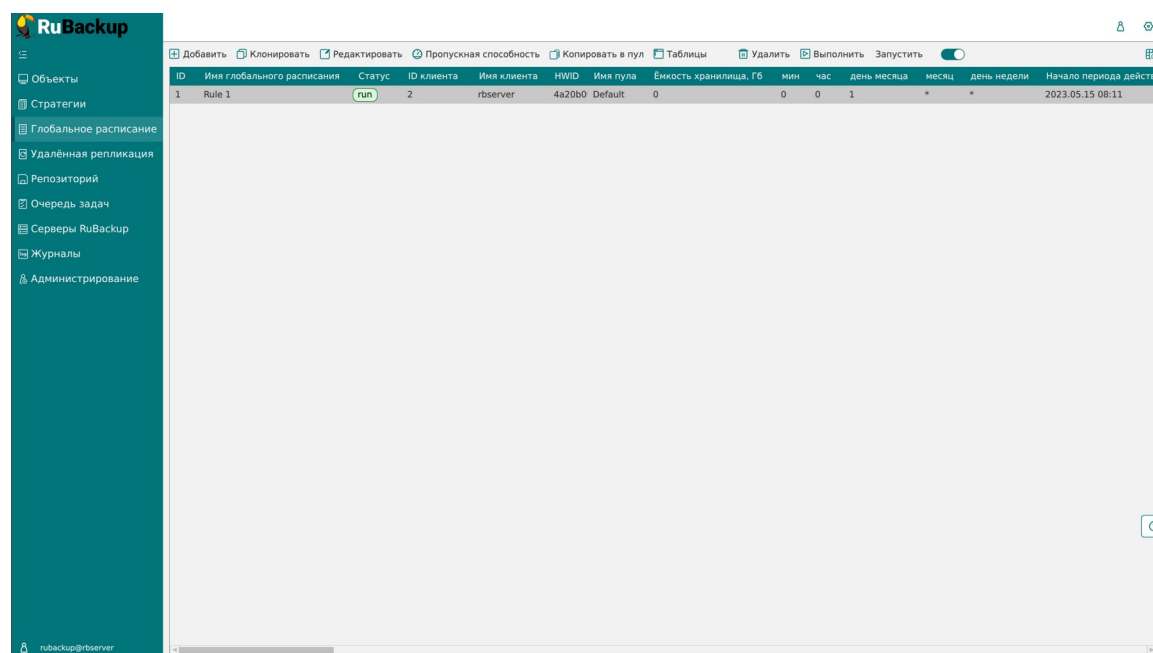 RuBackup
Добавить Клонировать Редактировать Пропускная способность Копировать в пул Таблицы Удалить Выполнить Запустить
Объекты
Стратегии
Глобальное расписание
Удалённая репликация
Репозиторий
Очередь задач
Серверы RuBackup
Журналы
Администрирование
ID Имя глобального расписания Статус ID клиента Имя клиента HWID Имя пула Ёмкость хранилища, Гб мин час день месяца месяц день недели Начало периода действ
1 Rule 1 run 2 rbserver 4a20b0 Default 0 0 0 1 * * 2023.05.15 08:11
rubackup@rbserver